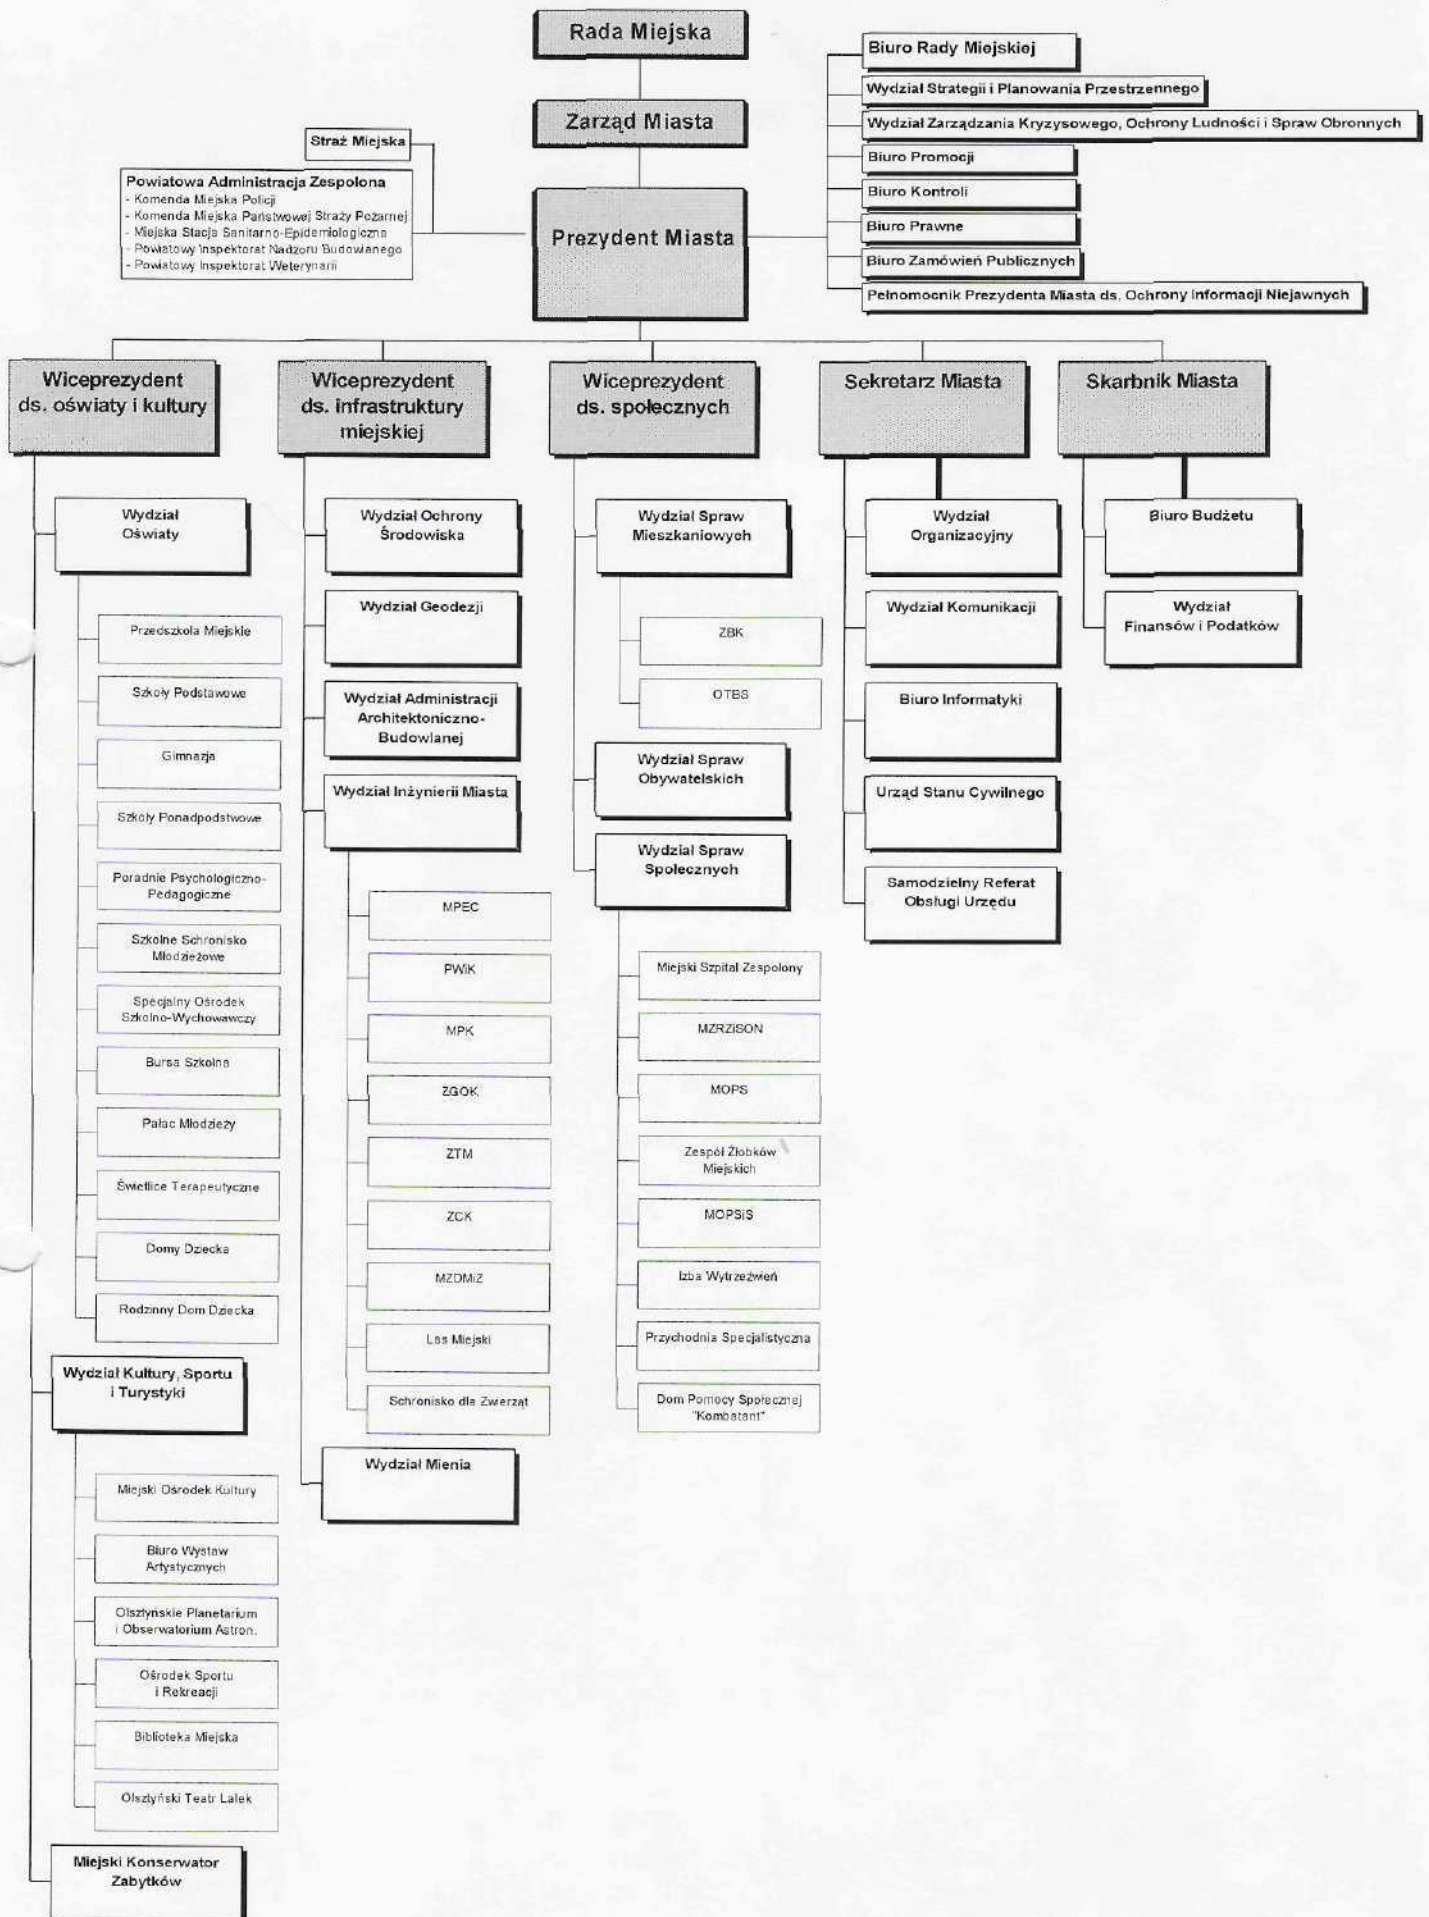 Rada Miejska
Zarząd Miasta
Prezydent Miasta
Straż Miejska
Powiatowa Administracja Zespolona
- Komenda Miejska Policji
- Komenda Miejska Państwowej Straży Pożarnej
- Miejska Stacja Sanitarno-Epidemiologiczna
- Powiatowy Inspektorat Nadzoru Budowlanego
- Powiatowy Inspektorat Weterynarii
Biuro Rady Miejskiej
Wydział Strategii i Planowania Przestrzennego
Wydział Zarządzania Kryzysowego, Ochrony Ludności i Spraw Obronnych
Biuro Promocji
Biuro Kontroli
Biuro Prawne
Biuro Zamówień Publicznych
Pełnomocnik Prezydenta Miasta ds. Ochrony Informacji Niejawnych
Wiceprezydent
ds. oświaty i kultury
Wydział
Oświaty
Przedszkola Miejskie
Szkoły Podstawowe
Gimnazja
Szkoły Ponadpodstwowe
Poradnie Psychologiczno-
Pedagogiczne
Szkolne Schronisko
Młodzieżowe
Specjalny Ośrodek
Szkolno-Wychowawczy
Bursa Szkolna
Pałac Młodzieży
Świetlice Terapeutyczne
Domy Dziecka
Rodzinny Dom Dziecka
Wydział Kultury, Sportu
i Turystyki
Miejski Ośrodek Kultury
Biuro Wystaw
Artystycznych
Olsztyńskie Planetarium
i Obserwatorium Astron.
Ośrodek Sportu
i Rekreacji
Biblioteka Miejska
Olsztyński Teatr Lalek
Miejski Konserwator
Zabytków
Wiceprezydent
ds. infrastruktury
miejskiej
Wydział Ochrony
Środowiska
Wydział Geodezji
Wydział Administracji
Architektoniczno-
Budowlanej
Wydział Inżynierii Miasta
MPEC
PWiK
MPK
ZGOK
ZTM
ZCK
MZDMiZ
Las Miejski
Schronisko dla Zwierząt
Wydział Mienia
Wiceprezydent
ds. społecznych
Wydział Spraw
Mieszkaniowych
ZBK
OTBS
Wydział Spraw
Obywatelskich
Wydział Spraw
Społecznych
Miejski Szpital Zespolony
MZRZiSON
MOPS
Zespół Żłobków
Miejskich
MOPSiS
Izba Wytrzeźwień
Przychodnia Specjalistyczna
Dom Pomocy Społecznej
"Kombatant"
Sekretarz Miasta
Wydział
Organizacyjny
Wydział Komunikacji
Biuro Informatyki
Urząd Stanu Cywilnego
Samodzielny Referat
Obsługi Urzędu
Skarbnik Miasta
Biuro Budżetu
Wydział
Finansów i Podatków